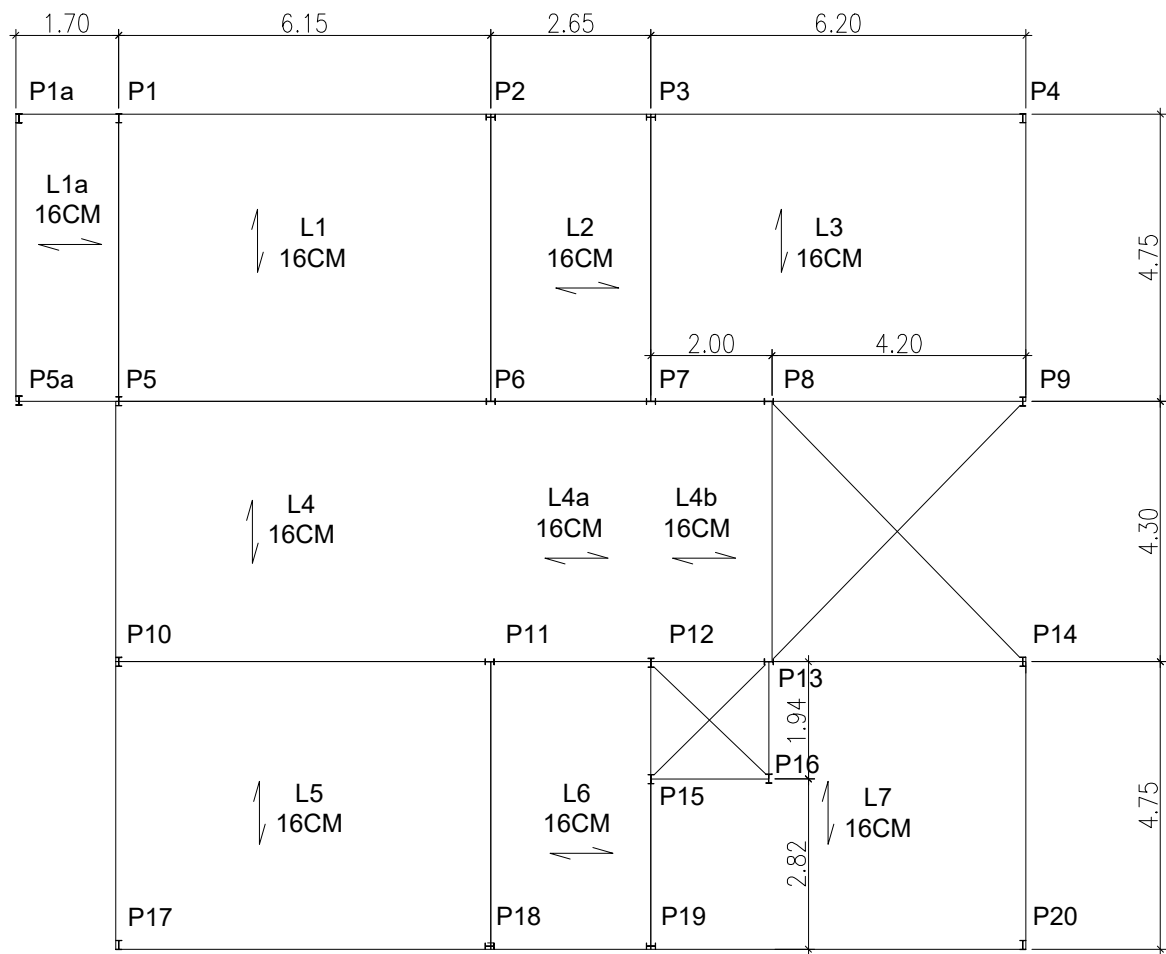 1.70 6.15 2.65 6.20
P1a P1 P2 P3 P4
L1a
16CM
L1
16CM
L2
16CM
L3
16CM
4.75
2.00 4.20
P5a P5 P6 P7 P8 P9
L4
16CM
L4a
16CM
L4b
16CM
4.30
P10 P11 P12 P14
P13
1.94
P16
P15
L5
16CM
L6
16CM
L7
16CM
4.75
2.82
P17 P18 P19 P20